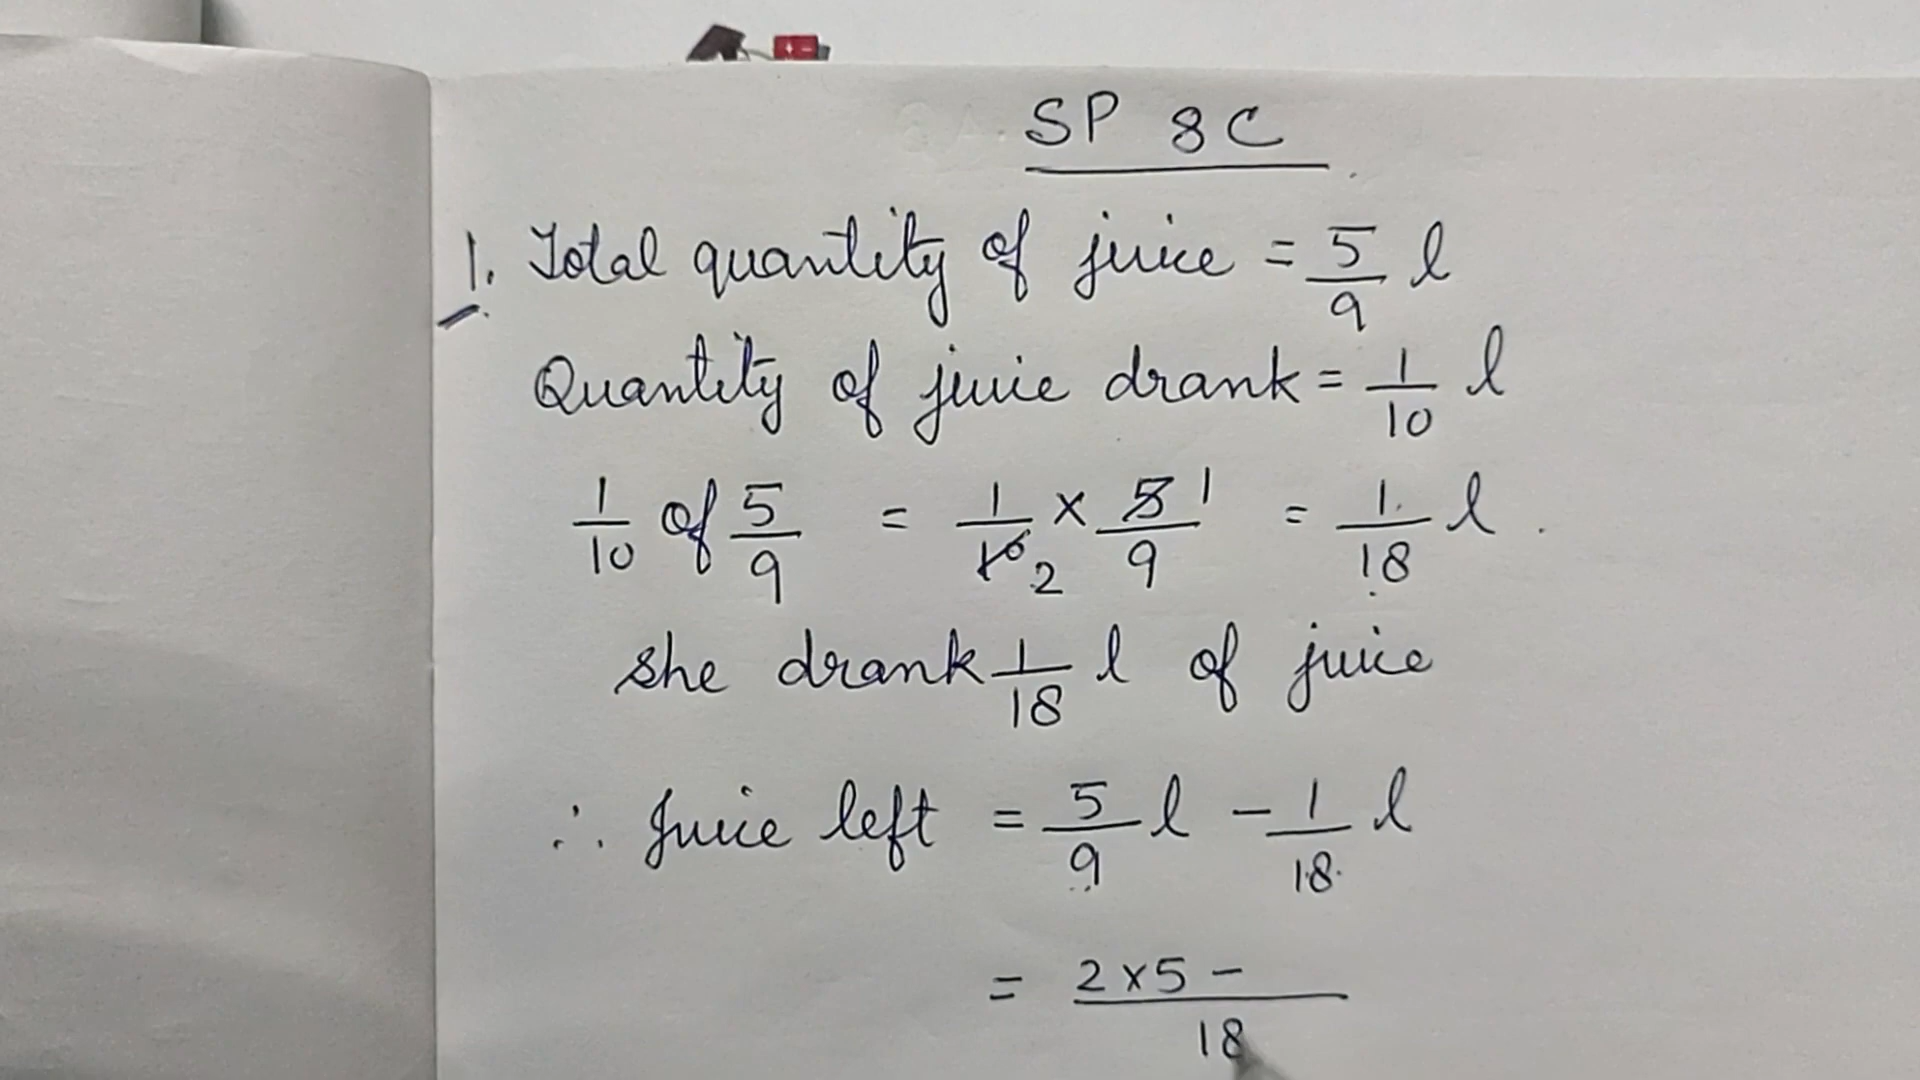 SP 8C
1. Total quantity of juice = 5/9 l
Quantity of juice drank = 1/10 l
1/10 of 5/9 = 1/10 2 × 5/9 1 = 1/18 l.
she drank 1/18 l of juice
∴ Juice left = 5/9 l - 1/18 l
= 2×5 - / 18